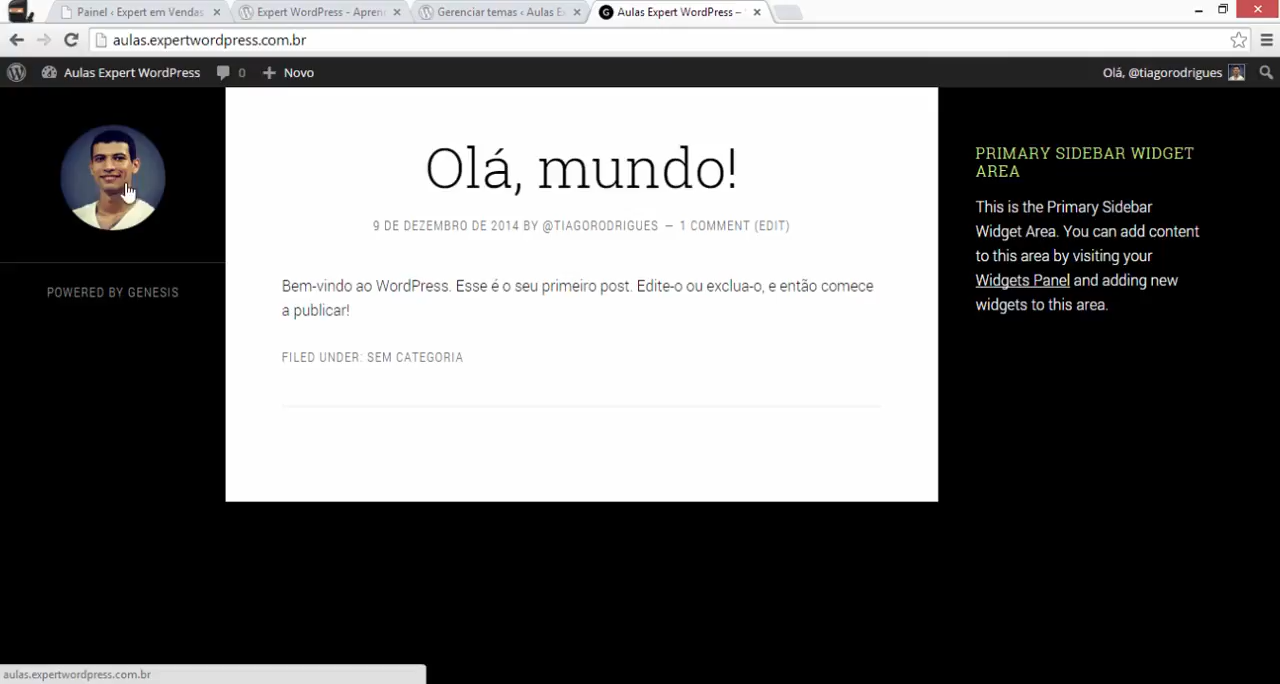 Painel ‹ Expert em Vendas
Expert WordPress - Apren
Gerenciar temas ‹ Aulas E
Aulas Expert WordPress –
aulas.expertwordpress.com.br
Aulas Expert WordPress
0
Novo
Olá, @tiagorodrigues
Olá, mundo!
9 DE DEZEMBRO DE 2014 BY @TIAGORODRIGUES — 1 COMMENT (EDIT)
Bem-vindo ao WordPress. Esse é o seu primeiro post. Edite-o ou exclua-o, e então comece
a publicar!
FILED UNDER: SEM CATEGORIA
POWERED BY GENESIS
PRIMARY SIDEBAR WIDGET
AREA
This is the Primary Sidebar
Widget Area. You can add content
to this area by visiting your
Widgets Panel and adding new
widgets to this area.
aulas.expertwordpress.com.br